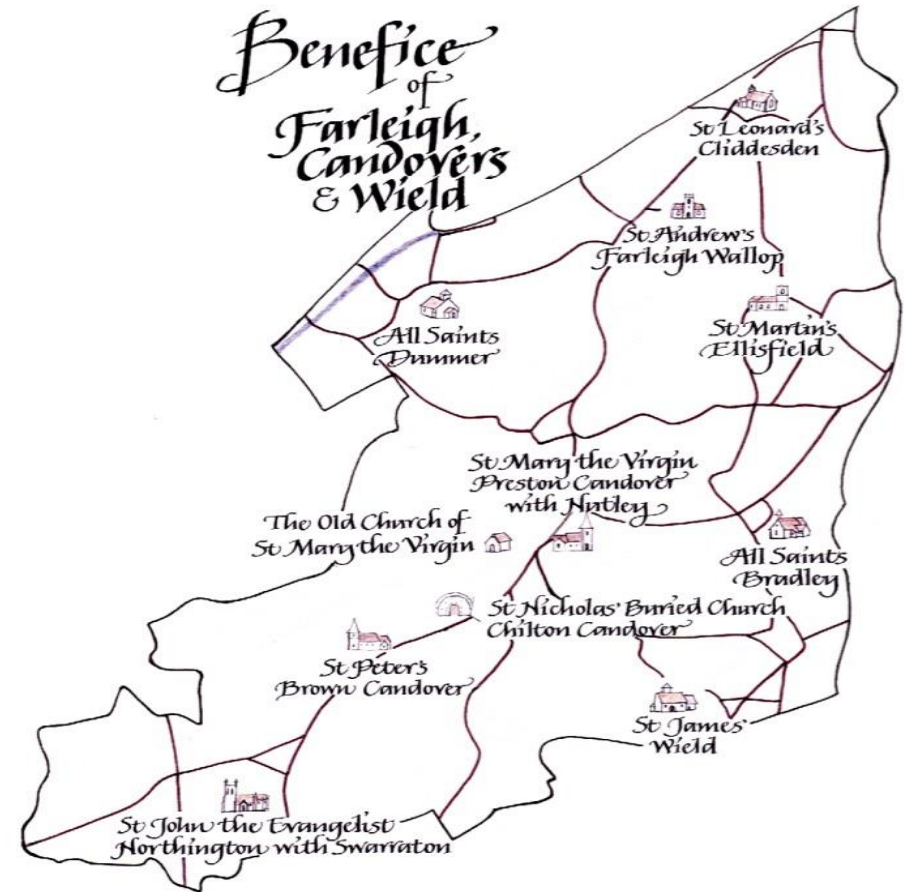 Benefice
of
Farleigh,
Candovers
& Wield
St Leonard's
Cliddesden
St Andrew's
Farleigh Wallop
All Saints
Dummer
St Martin's
Ellisfield
St Mary the Virgin
Preston Candover
with Nutley
The Old Church of
St Mary the Virgin
All Saints
Bradley
St Nicholas' Buried Church
Chilton Candover
St Peter's
Brown Candover
St James'
Wield
St John the Evangelist
Northington with Swarraton